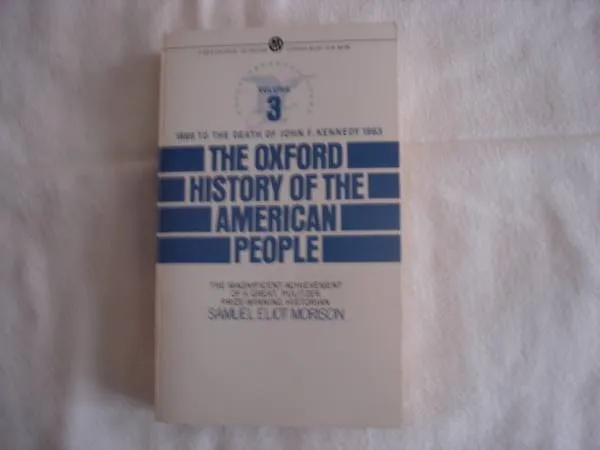 VOLUME
3
TO THE DEATH OF JOHN F. KENNEDY 1963
THE OXFORD
HISTORY OF THE
AMERICAN
PEOPLE
THE MAGNIFICENT ACHIEVEMENT
OF A GREAT, PULITZER
PRIZE-WINNING HISTORIAN
SAMUEL ELIOT MORISON